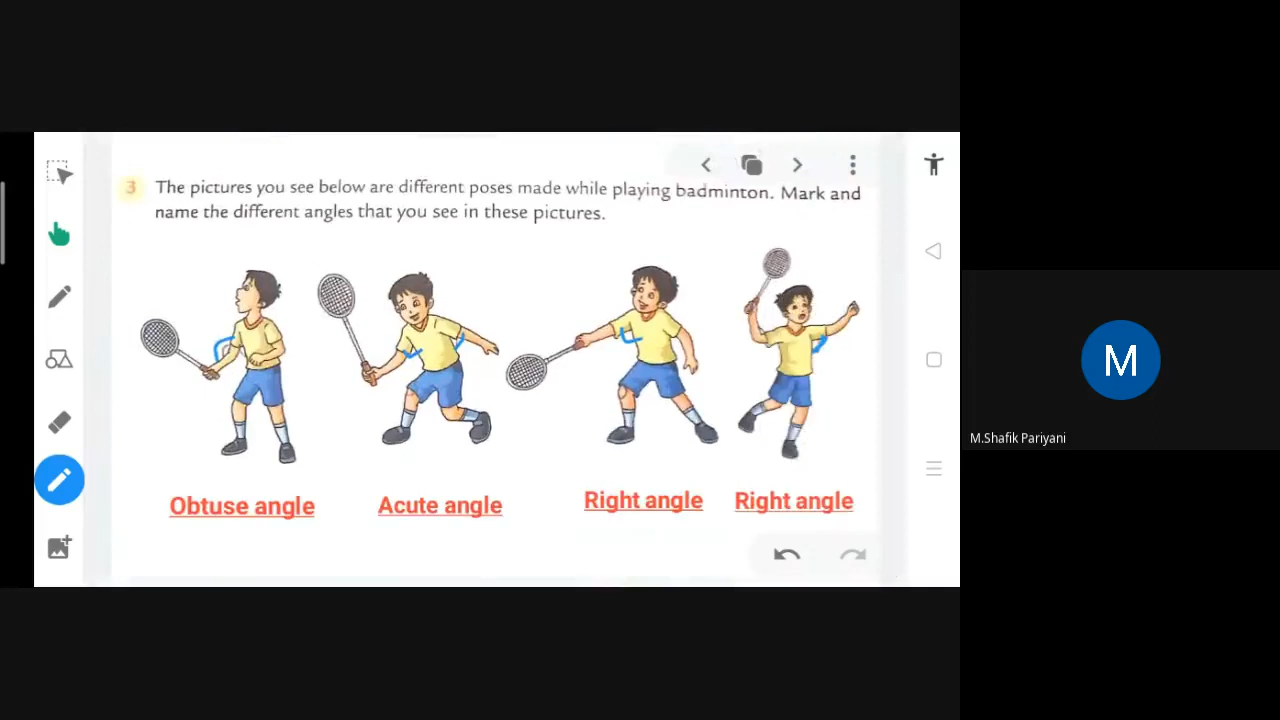 3 The pictures you see below are different poses made while playing badminton. Mark and
name the different angles that you see in these pictures.
Obtuse angle Acute angle Right angle Right angle
M
M.Shafik Pariyani